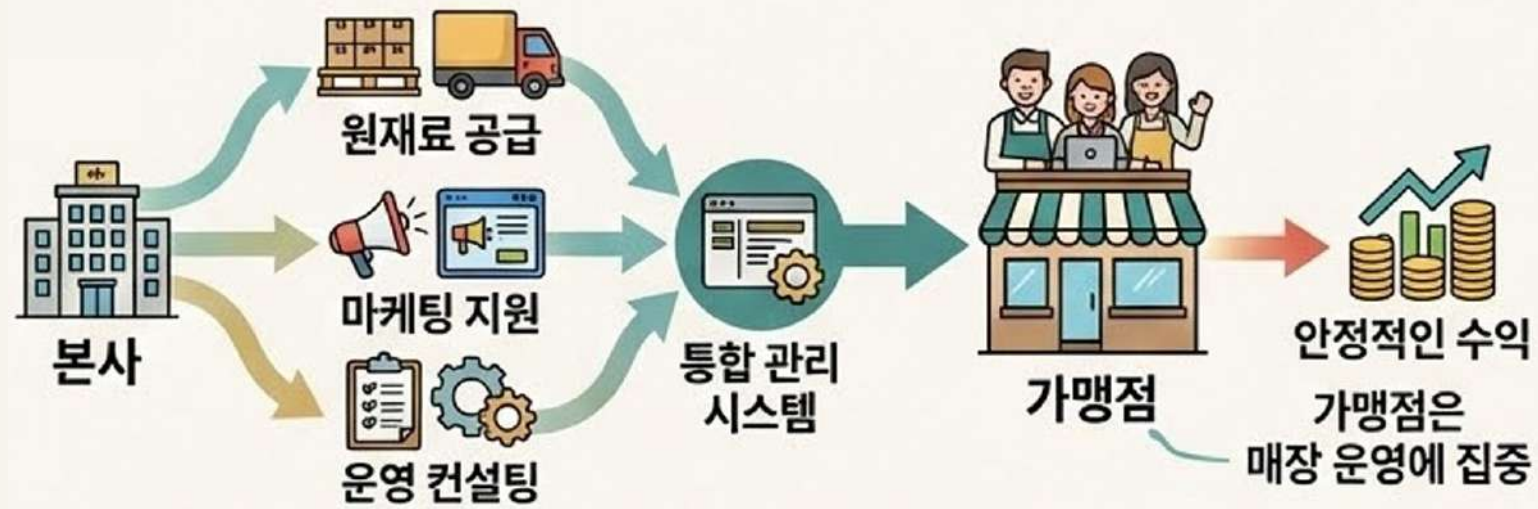 원재료 공급
본사
마케팅 지원
운영 컨설팅
통합 관리
시스템
가맹점
안정적인 수익
가맹점은
매장 운영에 집중